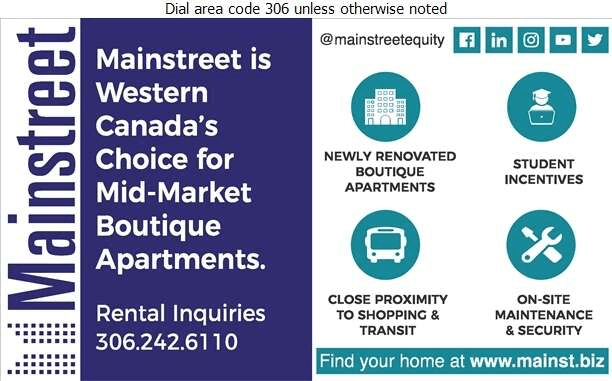 Dial area code 306 unless otherwise noted
Mainstreet
Mainstreet is
Western
Canada's
Choice for
Mid-Market
Boutique
Apartments.
Rental Inquiries
306.242.6110
@mainstreetequity
NEWLY RENOVATED
BOUTIQUE
APARTMENTS
STUDENT
INCENTIVES
CLOSE PROXIMITY
TO SHOPPING &
TRANSIT
ON-SITE
MAINTENANCE
& SECURITY
Find your home at www.mainst.biz